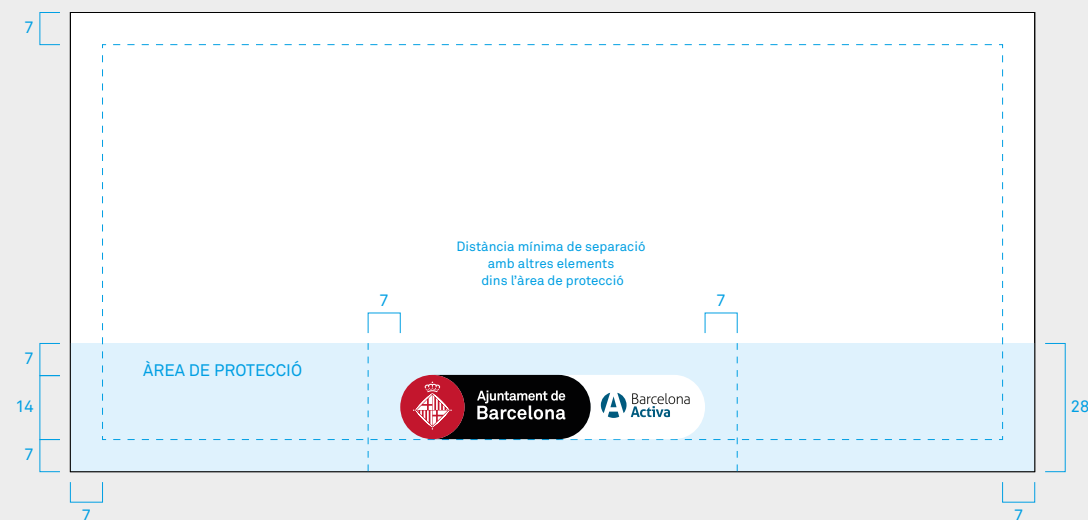 7
Distància mínima de separació
amb altres elements
dins l’àrea de protecció
7
7
7
ÀREA DE PROTECCIÓ
14
Ajuntament de
Barcelona
Barcelona
Activa
28
7
7
7